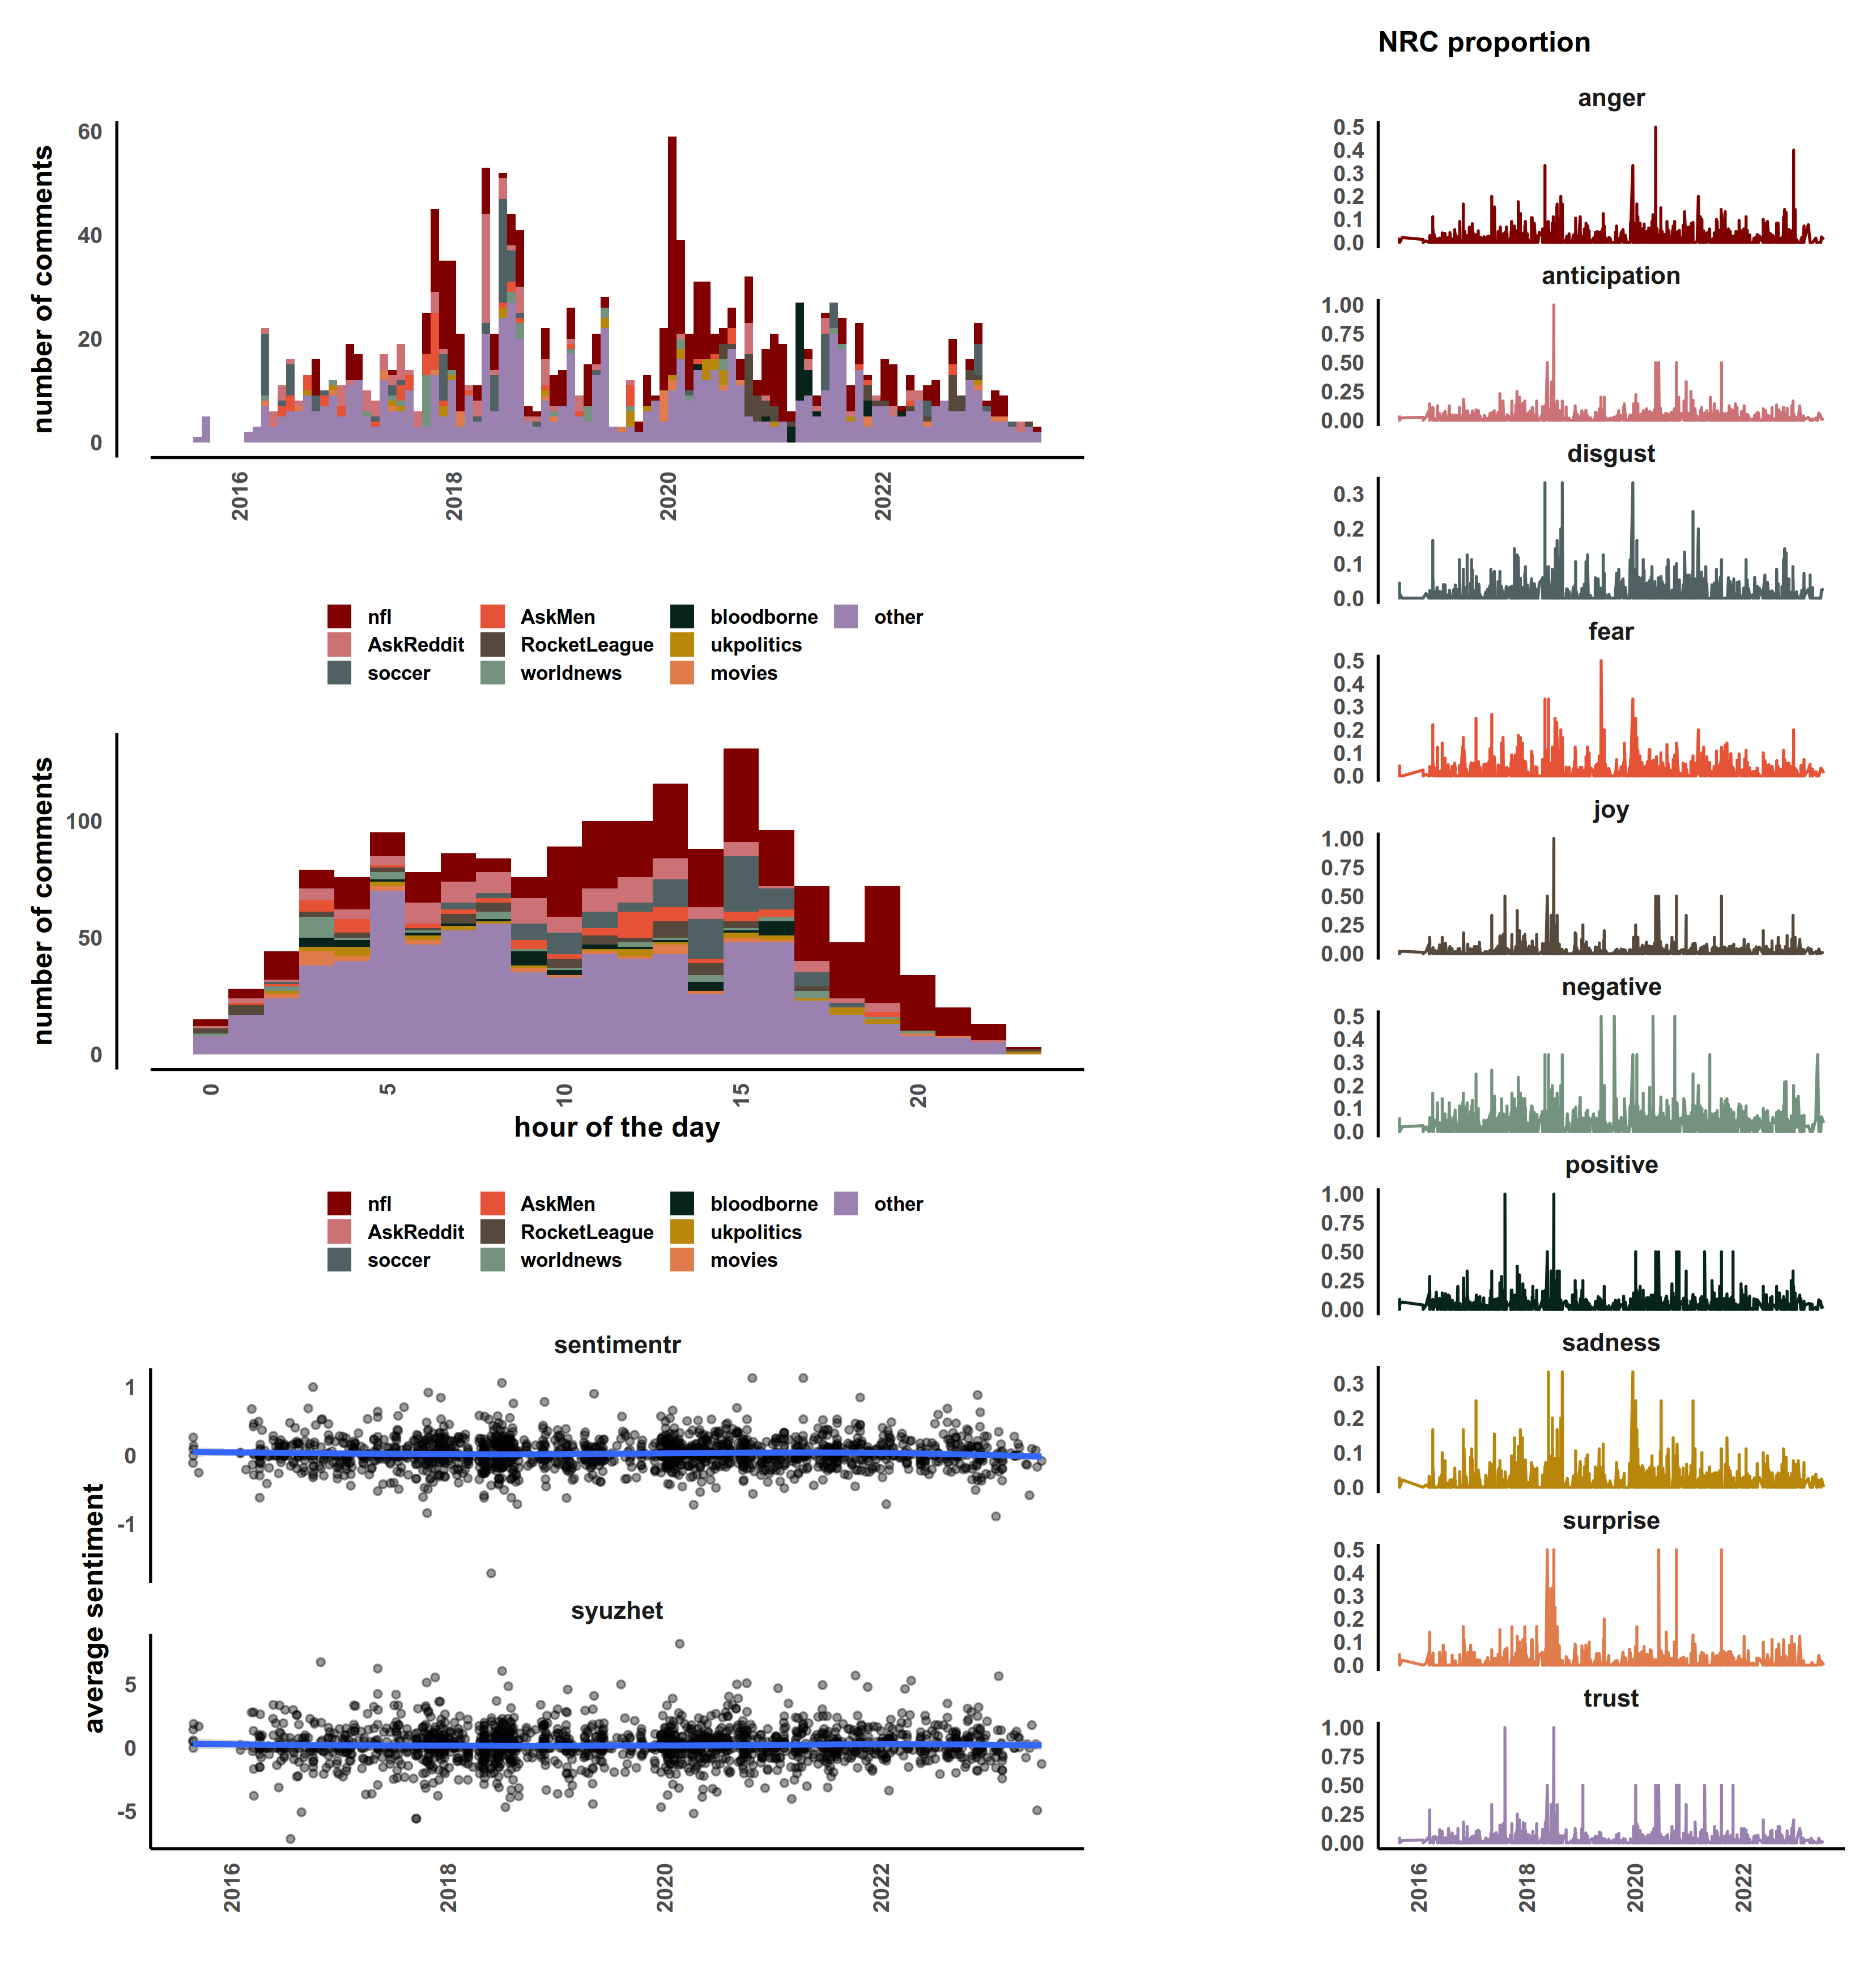 number of comments
60
40
20
0
2016 2018 2020 2022
nfl AskMen bloodborne other
AskReddit RocketLeague ukpolitics
soccer worldnews movies
number of comments
100
50
0
0 5 10 15 20
hour of the day
nfl AskMen bloodborne other
AskReddit RocketLeague ukpolitics
soccer worldnews movies
average sentiment
sentimentr
1
0
-1
syuzhet
5
0
-5
2016 2018 2020 2022
NRC proportion
anger
0.5
0.4
0.3
0.2
0.1
0.0
anticipation
1.00
0.75
0.50
0.25
0.00
disgust
0.3
0.2
0.1
0.0
fear
0.5
0.4
0.3
0.2
0.1
0.0
joy
1.00
0.75
0.50
0.25
0.00
negative
0.5
0.4
0.3
0.2
0.1
0.0
positive
1.00
0.75
0.50
0.25
0.00
sadness
0.3
0.2
0.1
0.0
surprise
0.5
0.4
0.3
0.2
0.1
0.0
trust
1.00
0.75
0.50
0.25
0.00
2016 2018 2020 2022